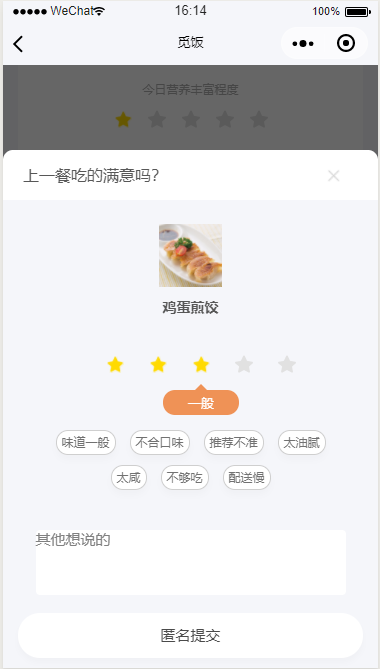 WeChat 16:14 100%
觅饭
今日营养丰富程度
上一餐吃的满意吗?
鸡蛋煎饺
一般
味道一般 不合口味 推荐不准 太油腻
太咸 不够吃 配送慢
其他想说的
匿名提交